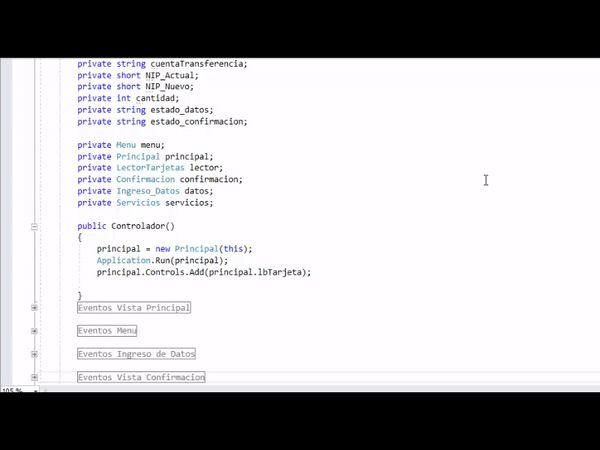 private string cuentaTransferencia;
private short NIP_Actual;
private short NIP_Nuevo;
private int cantidad;
private string estado_datos;
private string estado_confirmacion;
private Menu menu;
private Principal principal;
private LectorTarjetas lector;
private Confirmacion confirmacion;
private Ingreso_Datos datos;
private Servicios servicios;
public Controlador()
{
principal = new Principal(this);
Application.Run(principal);
principal.Controls.Add(principal.lbTarjeta);
}
Eventos Vista Principal
Eventos Menu
Eventos Ingreso de Datos
Eventos Vista Confirmacion
105 %